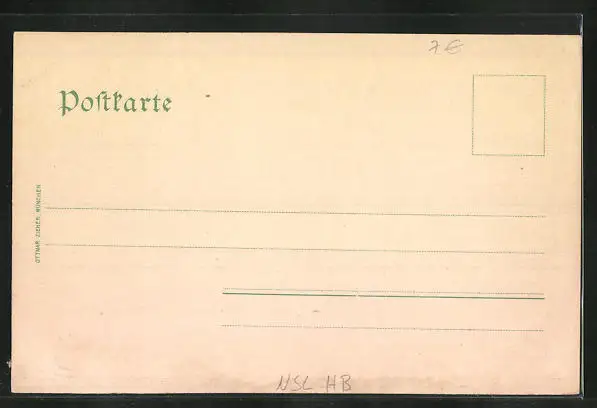 7€
Postkarte
OTTMAR ZIEHER, MÜNCHEN
NSL HB